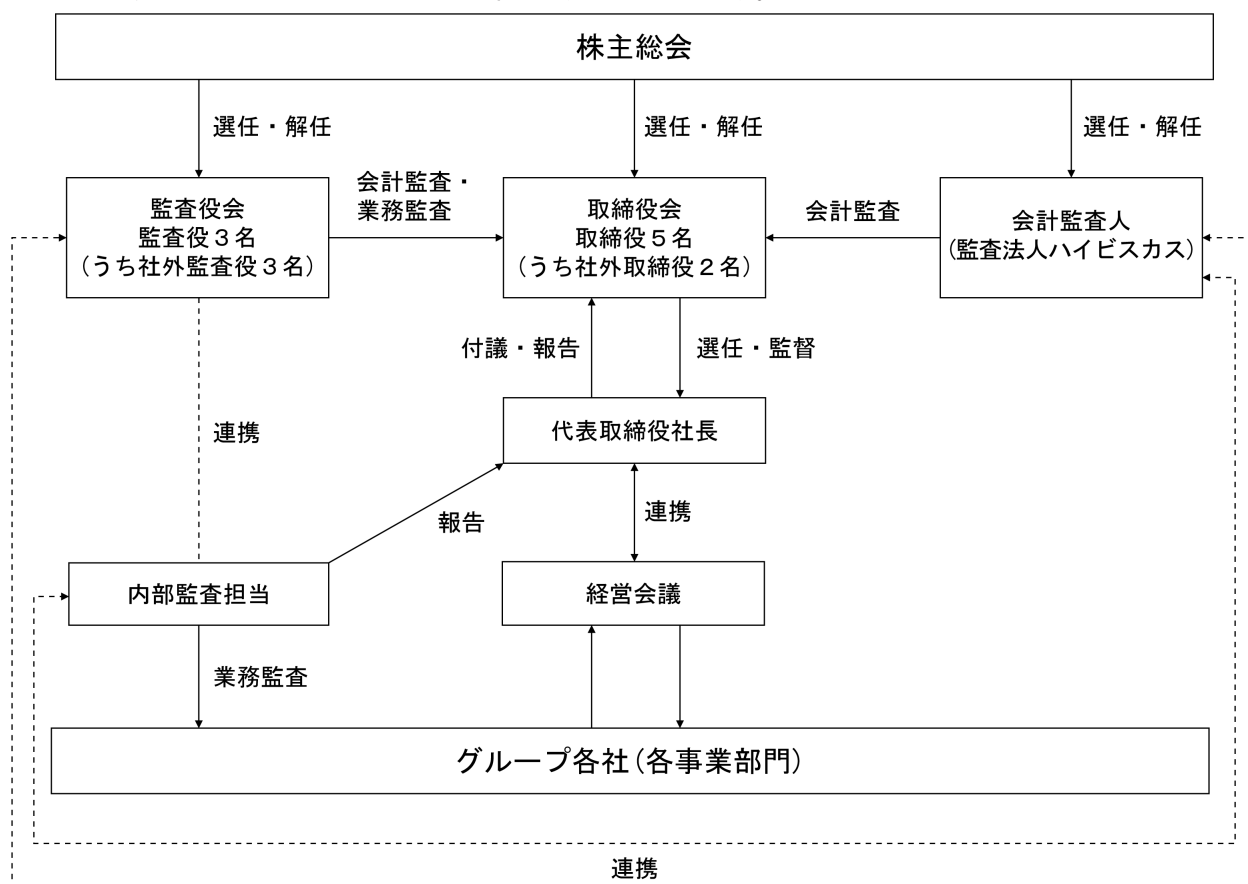 株主総会
選任・解任
選任・解任
選任・解任
監査役会
監査役３名
（うち社外監査役３名）
会計監査・
業務監査
取締役会
取締役５名
（うち社外取締役２名）
会計監査
会計監査人
（監査法人ハイビスカス）
付議・報告
選任・監督
連携
代表取締役社長
報告
連携
内部監査担当
経営会議
業務監査
グループ各社（各事業部門）
連携